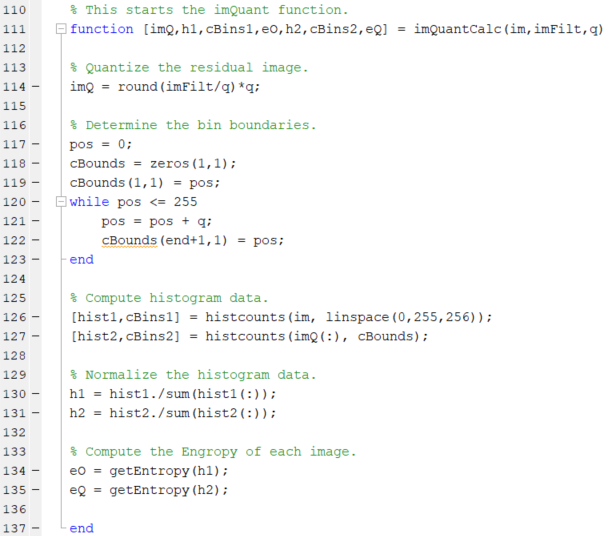 110 % This starts the imQuant function.
111 function [imQ,h1,cBins1,eO,h2,cBins2,eQ] = imQuantCalc(im,imFilt,q)
112
113 % Quantize the residual image.
114 – imQ = round(imFilt/q)*q;
115
116 % Determine the bin boundaries.
117 – pos = 0;
118 – cBounds = zeros(1,1);
119 – cBounds(1,1) = pos;
120 – while pos <= 255
121 – pos = pos + q;
122 – cBounds(end+1,1) = pos;
123 – end
124
125 % Compute histogram data.
126 – [hist1,cBins1] = histcounts(im, linspace(0,255,256));
127 – [hist2,cBins2] = histcounts(imQ(:), cBounds);
128
129 % Normalize the histogram data.
130 – h1 = hist1./sum(hist1(:));
131 – h2 = hist2./sum(hist2(:));
132
133 % Compute the Engropy of each image.
134 – eO = getEntropy(h1);
135 – eQ = getEntropy(h2);
136
137 – end